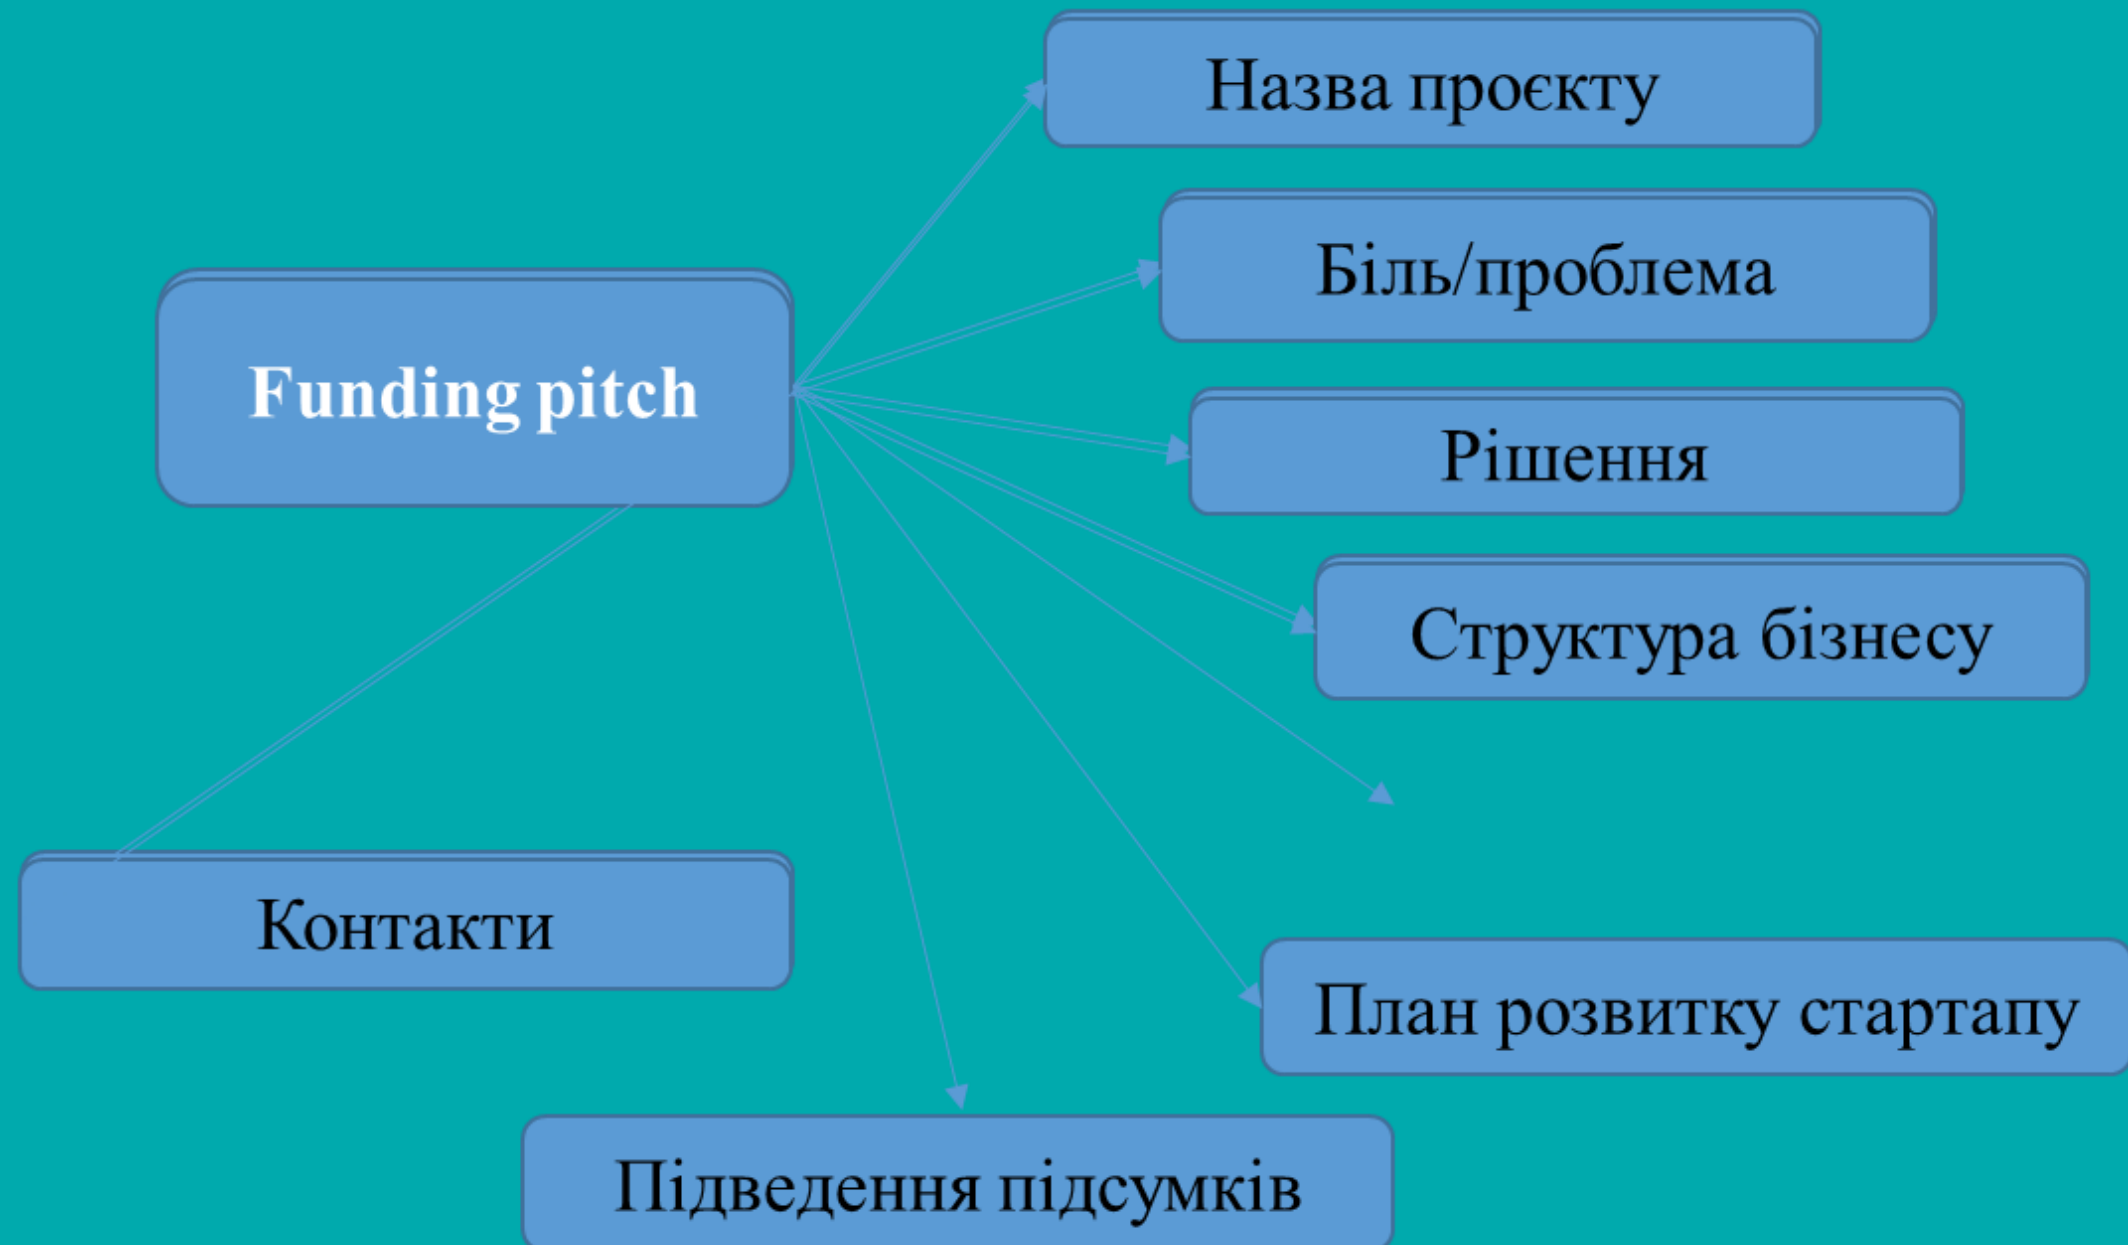 Funding pitch
Назва проєкту
Біль/проблема
Рішення
Структура бізнесу
План розвитку стартапу
Підведення підсумків
Контакти